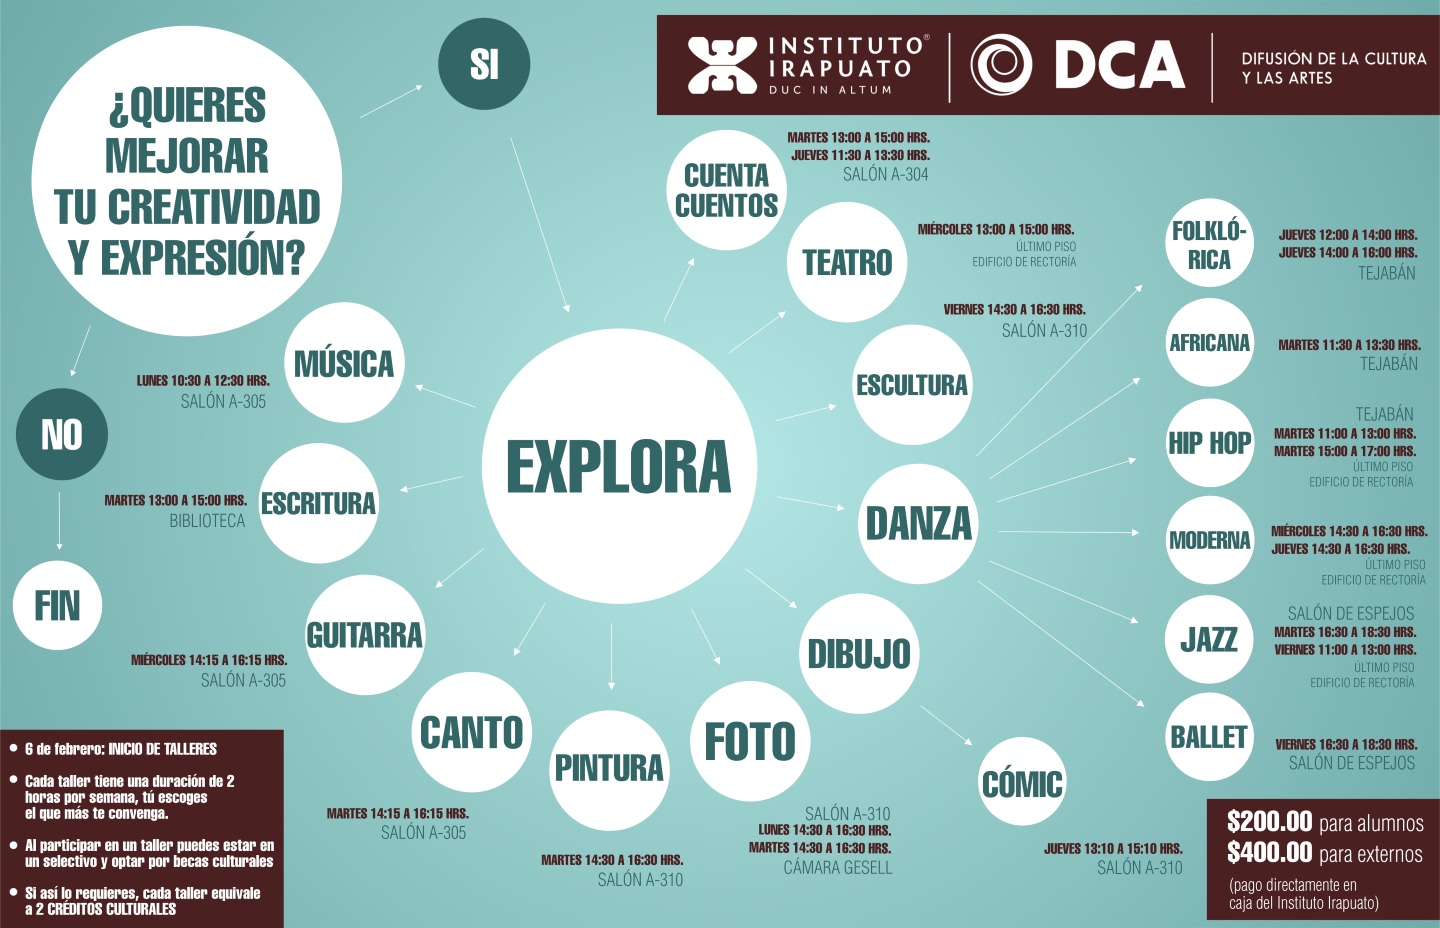 ¿QUIERES
MEJORAR
TU CREATIVIDAD
Y EXPRESIÓN?
SI
INSTITUTO®
IRAPUATO
DUC IN ALTUM
DCA
DIFUSIÓN DE LA CULTURA
Y LAS ARTES
NO
FIN
EXPLORA
CUENTA
CUENTOS
MARTES 13:00 A 15:00 HRS.
JUEVES 11:30 A 13:30 HRS.
SALÓN A-304
TEATRO
MIÉRCOLES 13:00 A 15:00 HRS.
ÚLTIMO PISO
EDIFICIO DE RECTORÍA
ESCULTURA
VIERNES 14:30 A 16:30 HRS.
SALÓN A-310
DANZA
FOLKLÓ-
RICA
JUEVES 12:00 A 14:00 HRS.
JUEVES 14:00 A 16:00 HRS.
TEJABÁN
AFRICANA
MARTES 11:30 A 13:30 HRS.
TEJABÁN
HIP HOP
TEJABÁN
MARTES 11:00 A 13:00 HRS.
MARTES 15:00 A 17:00 HRS.
ÚLTIMO PISO
EDIFICIO DE RECTORÍA
MODERNA
MIÉRCOLES 14:30 A 16:30 HRS.
JUEVES 14:30 A 16:30 HRS.
ÚLTIMO PISO
EDIFICIO DE RECTORÍA
JAZZ
SALÓN DE ESPEJOS
MARTES 16:30 A 18:30 HRS.
VIERNES 11:00 A 13:00 HRS.
ÚLTIMO PISO
EDIFICIO DE RECTORÍA
BALLET
VIERNES 16:30 A 18:30 HRS.
SALÓN DE ESPEJOS
DIBUJO
CÓMIC
JUEVES 13:10 A 15:10 HRS.
SALÓN A-310
FOTO
SALÓN A-310
LUNES 14:30 A 16:30 HRS.
MARTES 14:30 A 16:30 HRS.
CÁMARA GESELL
PINTURA
MARTES 14:30 A 16:30 HRS.
SALÓN A-310
CANTO
MARTES 14:15 A 16:15 HRS.
SALÓN A-305
GUITARRA
MIÉRCOLES 14:15 A 16:15 HRS.
SALÓN A-305
ESCRITURA
MARTES 13:00 A 15:00 HRS.
BIBLIOTECA
MÚSICA
LUNES 10:30 A 12:30 HRS.
SALÓN A-305
• 6 de febrero: INICIO DE TALLERES
• Cada taller tiene una duración de 2
horas por semana, tú escoges
el que más te convenga.
• Al participar en un taller puedes estar en
un selectivo y optar por becas culturales
• Si así lo requieres, cada taller equivale
a 2 CRÉDITOS CULTURALES
$200.00 para alumnos
$400.00 para externos
(pago directamente en
caja del Instituto Irapuato)